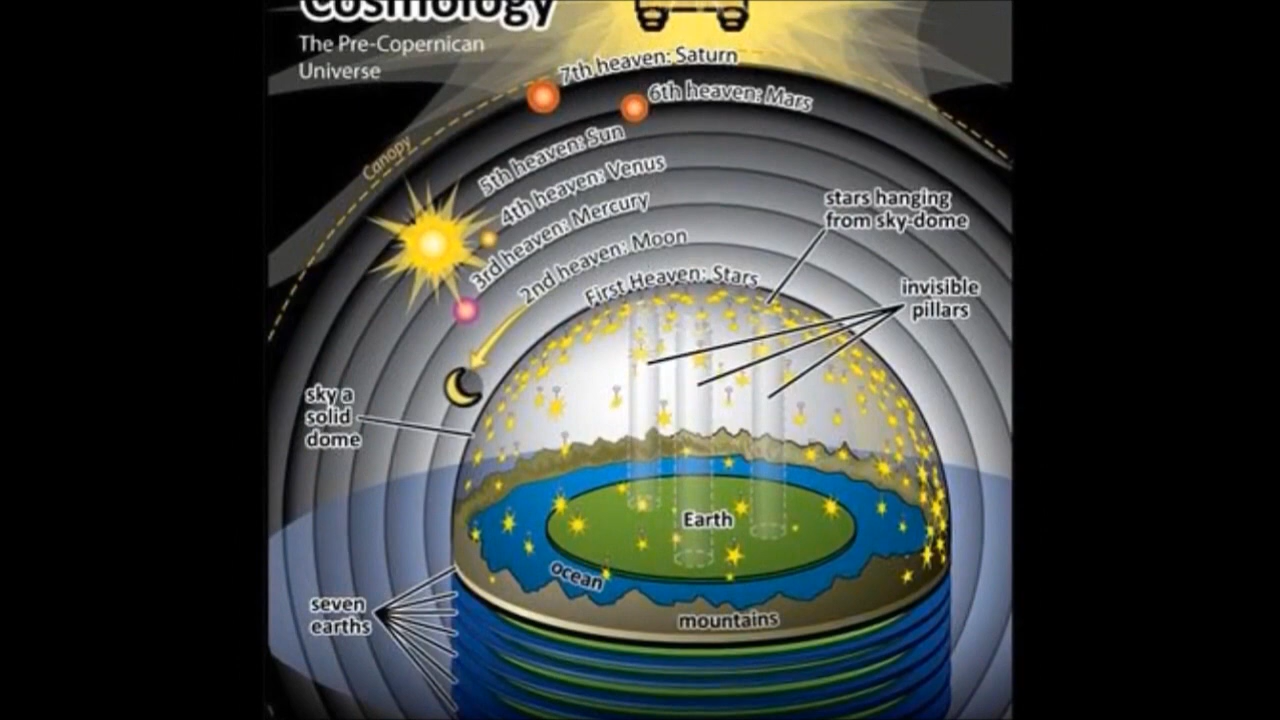 Cosmology
The Pre-Copernican
Universe
7th heaven: Saturn
6th heaven: Mars
Canopy
5th heaven: Sun
4th heaven: Venus
3rd heaven: Mercury
2nd heaven: Moon
First Heaven: Stars
stars hanging
from sky-dome
invisible
pillars
sky a
solid
dome
Earth
ocean
mountains
seven
earths